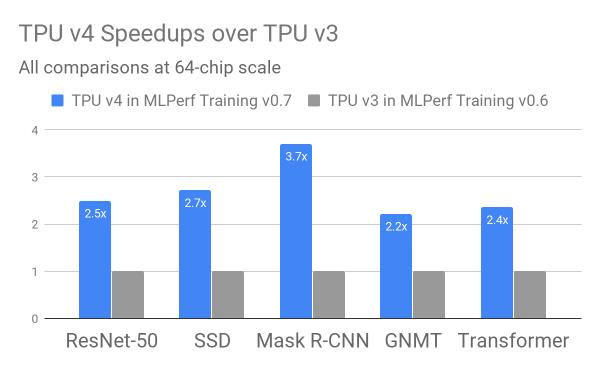 TPU v4 Speedups over TPU v3
All comparisons at 64-chip scale
TPU v4 in MLPerf Training v0.7 TPU v3 in MLPerf Training v0.6
4
3
2
1
0
2.5x 2.7x 3.7x 2.2x 2.4x
ResNet-50 SSD Mask R-CNN GNMT Transformer